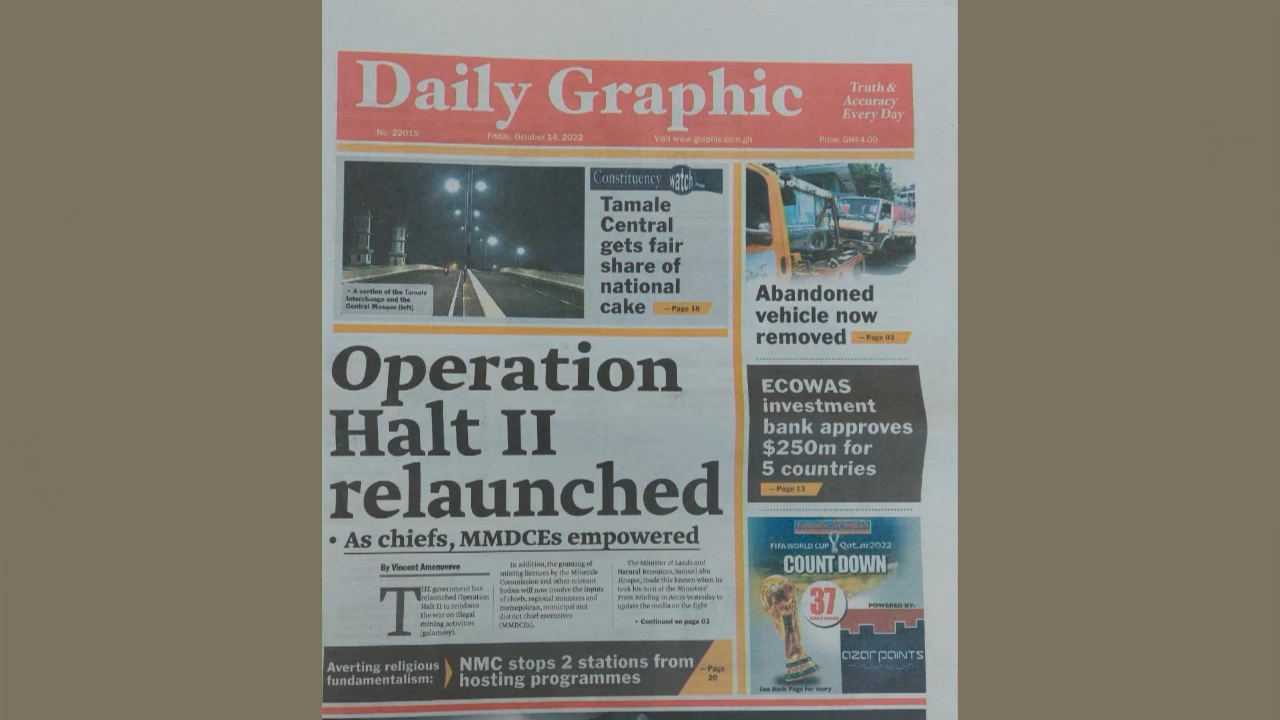 Daily Graphic
Truth &
Accuracy
Every Day
No. 22015
Friday, October 14, 2022
Visit www.graphic.com.gh
Price: GH¢4.00
• A section of the Tamale
Interchange and the
Central Mosque [left]
Constituency watch
Tamale
Central
gets fair
share of
national
cake
— Page 18
Abandoned
vehicle now
removed
— Page 03
Operation
Halt II
relaunched
• As chiefs, MMDCEs empowered
By Vincent Amenuveve
THE government has
relaunched Operation
Halt II to reinforce
the war on illegal
mining activities
(galamsey).
In addition, the granting of
mining licences by the Minerals
Commission and other relevant
bodies will now involve the inputs
of chiefs, regional ministers and
metropolitan, municipal and
district chief executives
(MMDCEs).
The Minister of Lands and
Natural Resources, Samuel Abu
Jinapor, made this known when he
took his turn at the Ministers'
Press Briefing in Accra yesterday to
update the media on the fight
• Continued on page 03
ECOWAS
investment
bank approves
$250m for
5 countries
— Page 13
FIFA WORLD CUP Qatar2022
COUNT DOWN
37
POWERED BY:
azar paints
See Back Page for story
Averting religious
fundamentalism:
NMC stops 2 stations from
hosting programmes
— Page
20